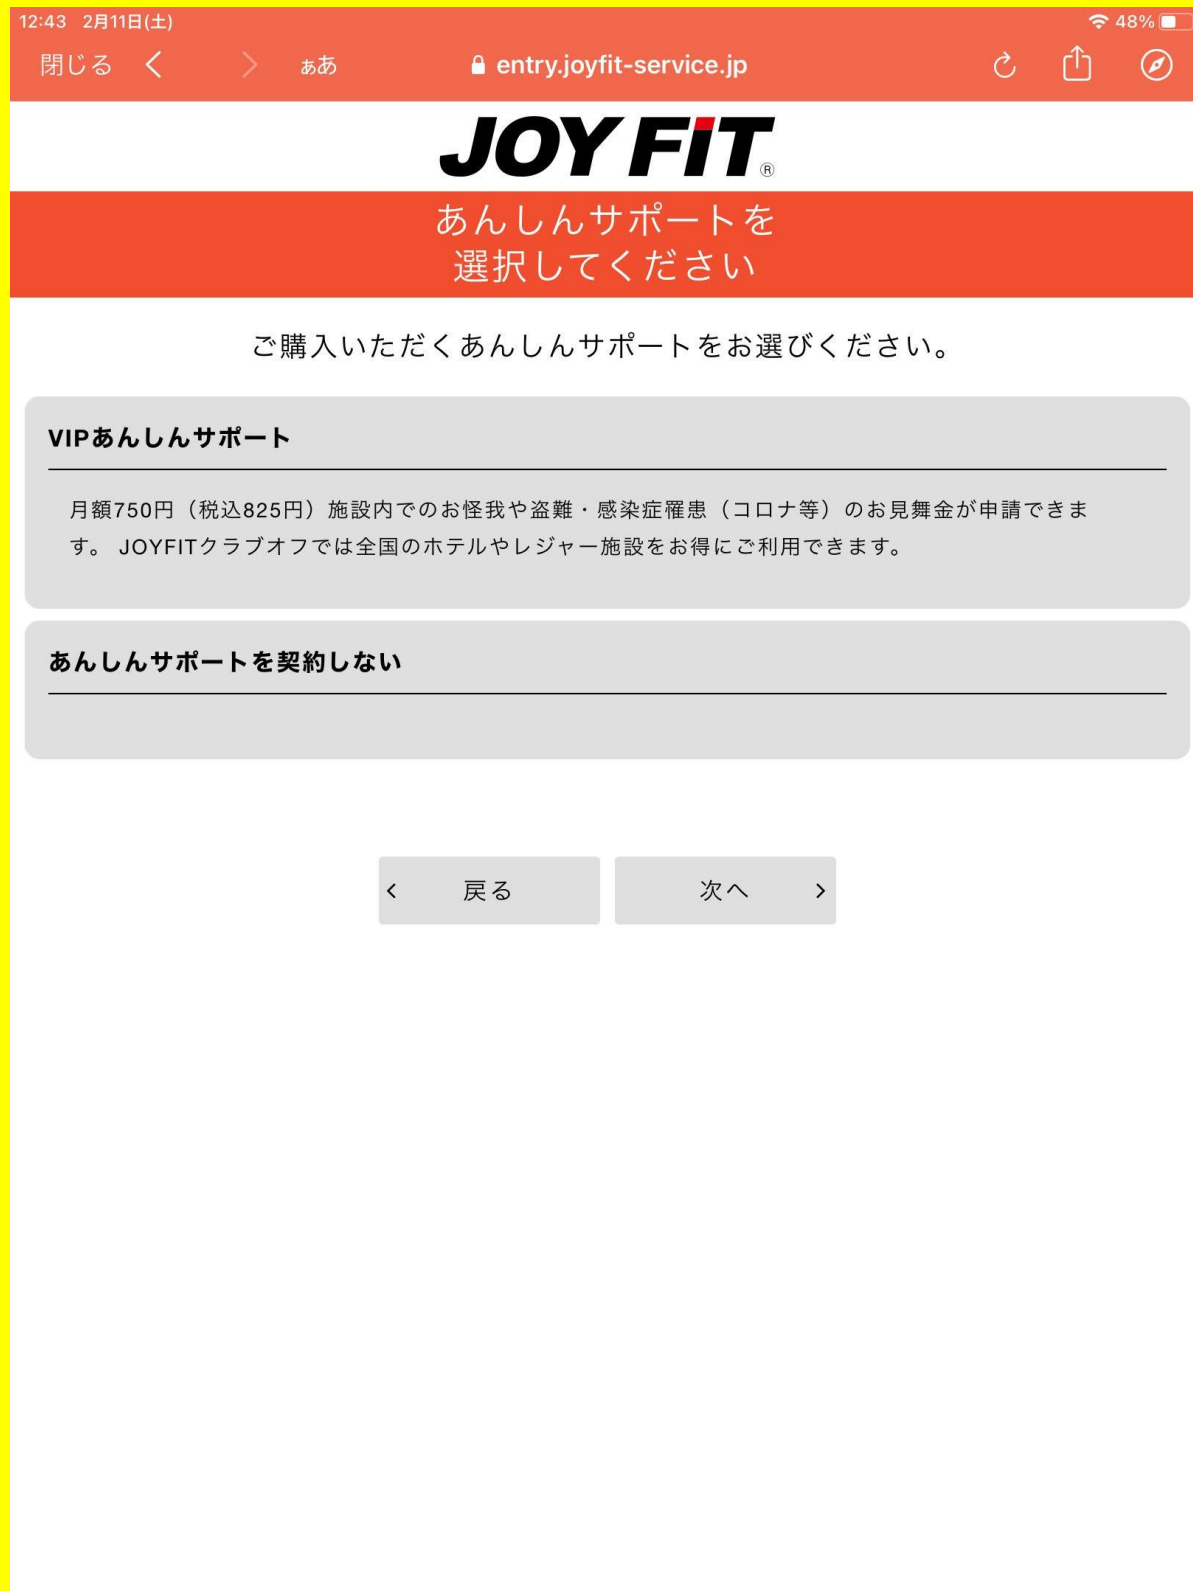 12:43 2月11日(土) 48%
閉じる ぁあ entry.joyfit-service.jp
JOYFIT®
あんしんサポートを
選択してください
ご購入いただくあんしんサポートをお選びください。
VIPあんしんサポート
月額750円（税込825円）施設内でのお怪我や盗難・感染症罹患（コロナ等）のお見舞金が申請できま
す。 JOYFITクラブオフでは全国のホテルやレジャー施設をお得にご利用できます。
あんしんサポートを契約しない
戻る 次へ